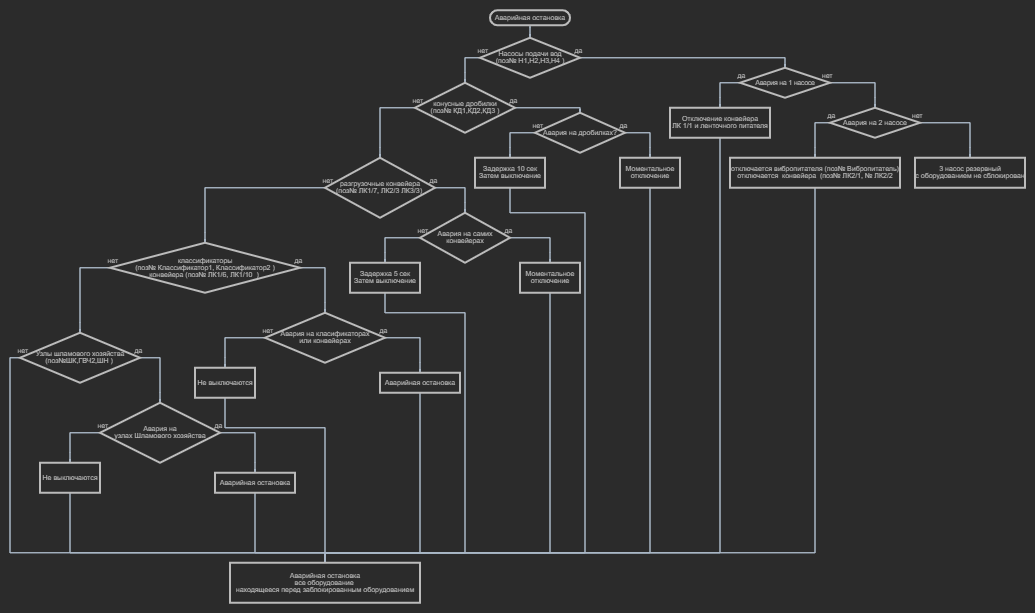 Аварийная остановка
Насосы подачи вод
(поз№ Н1,Н2,Н3,Н4 )
нет
да
Авария на 1 насосе
да
нет
конусные дробилки
(поз№ КД1,КД2,КД3 )
нет
да
Отключение конвейера
ЛК 1/1 и ленточного питателя
Авария на 2 насосе
да
нет
Авария на дробилках?
нет
да
Задержка 10 сек
Затем выключение
Моментальное
отключение
отключается вибропитателя (поз№ Вибропитатель)
отключается конвейера (поз№ ЛК2/1, № ЛК2/2
3 насос резервный
с оборудованием не сблокирован
разгрузочные конвейера
(поз№ ЛК1/7, ЛК2/3 ЛК3/3)
нет
да
Авария на самих
конвейерах
нет
да
классификаторы
(поз№ Классификатор1, Классификатор2 )
конвейера (поз№ ЛК1/6, ЛК1/10 )
нет
да
Задержка 5 сек
Затем выключение
Моментальное
отключение
Авария на класификаторах
или конвейерах
нет
да
Узлы шламового хозяйства
(поз№ШК,ГВЧ2,ШН )
нет
да
Не выключаются
Аварийная остановка
Авария на
узлах Шламового хозяйства
нет
да
Не выключаются
Аварийная остановка
Аварийная остановка
все оборудование
находящееся перед заблокированным оборудованием